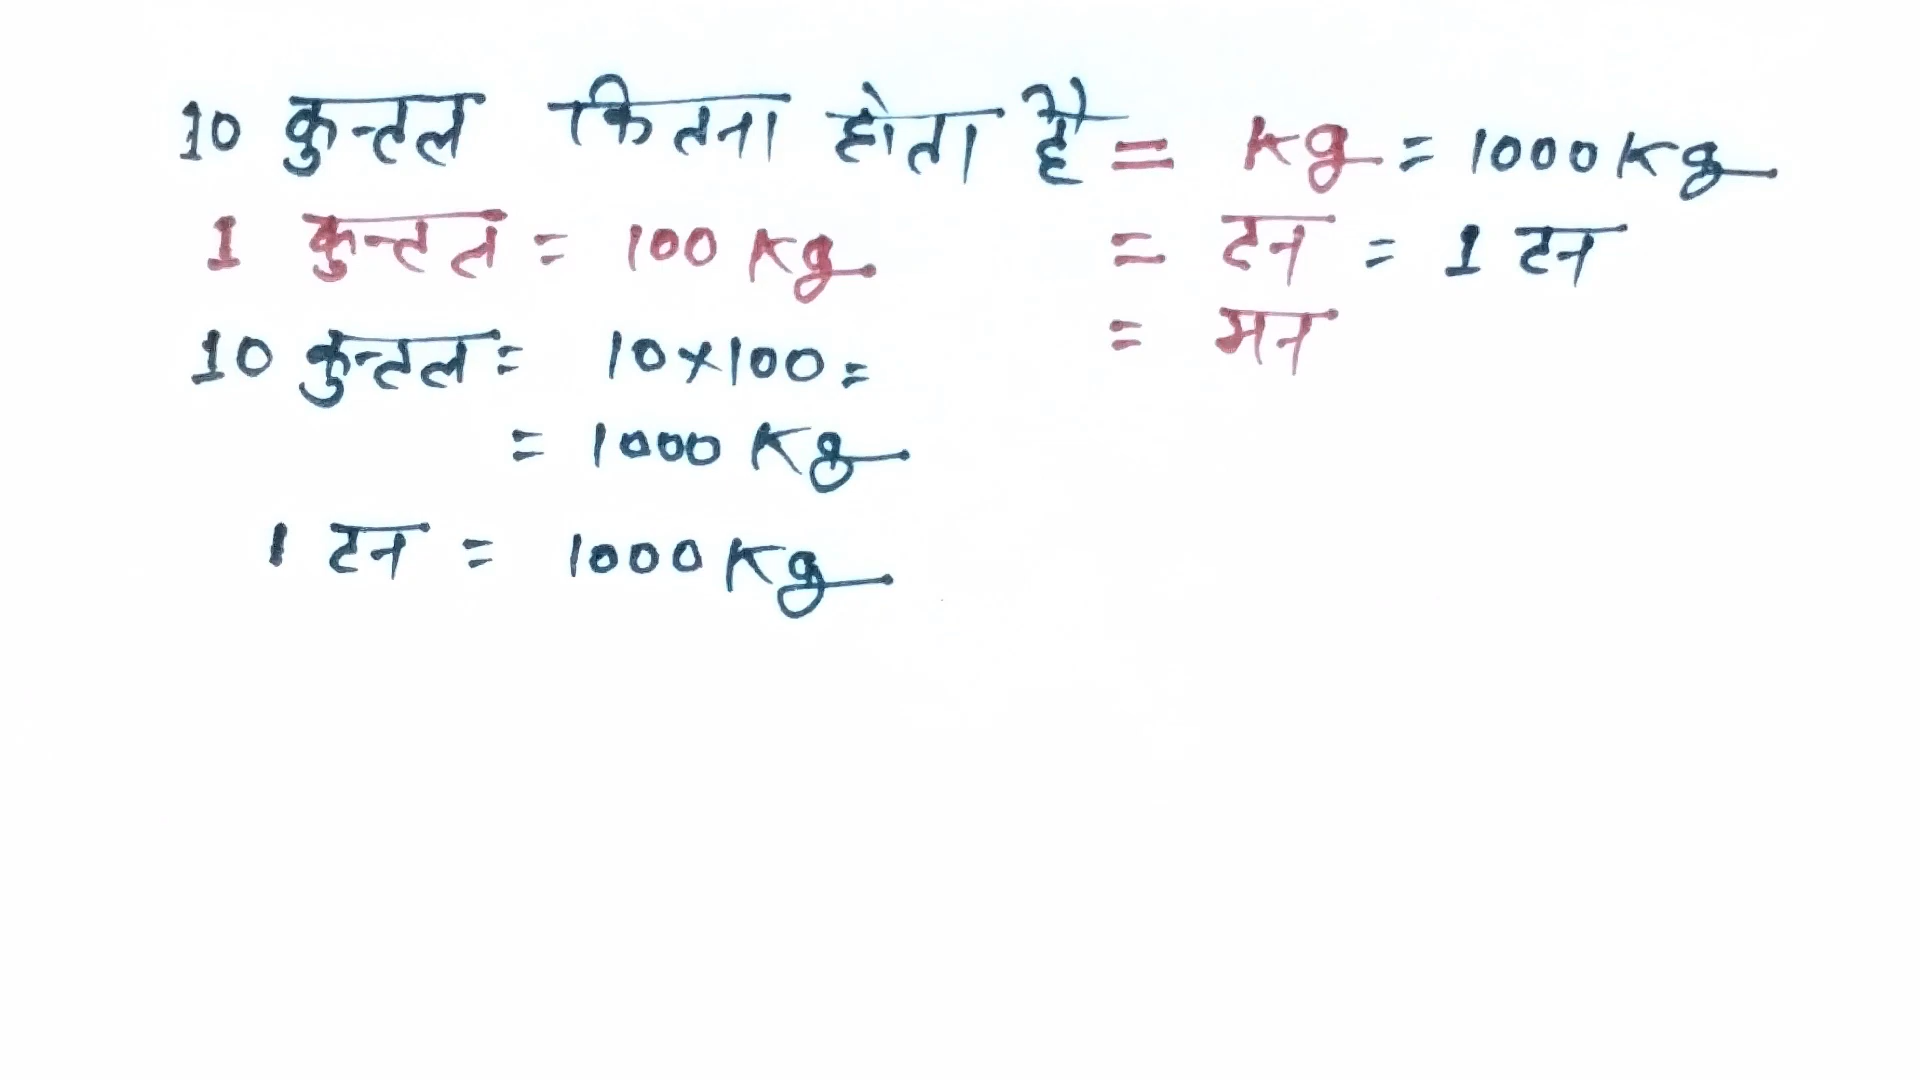 10 कुन्तल कितना होता है = Kg = 1000 Kg
1 कुन्तल = 100 Kg
= टन = 1 टन
= मन
10 कुन्तल = 10×100 =
= 1000 Kg
1 टन = 1000 Kg